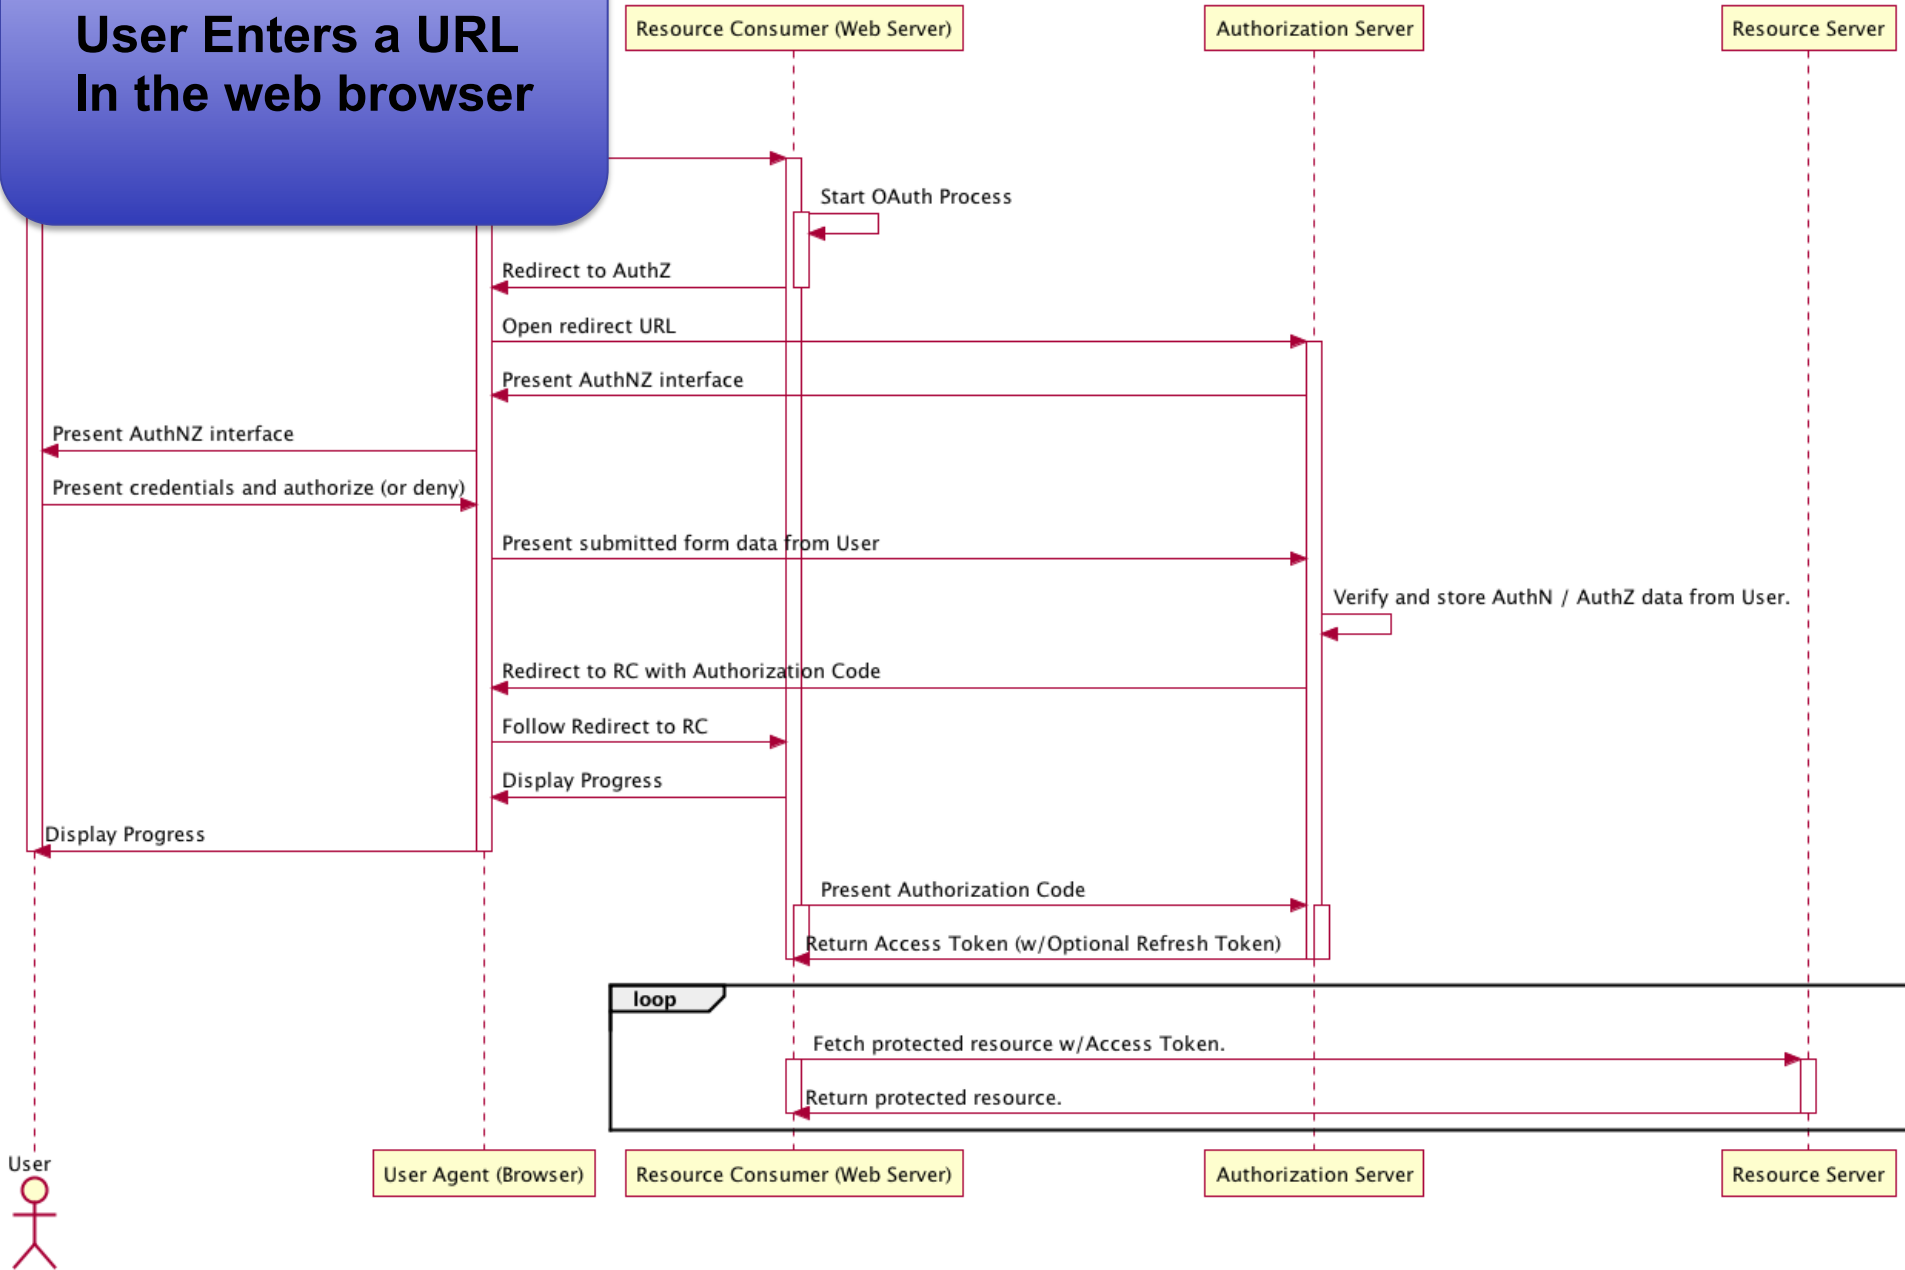 User Enters a URL
In the web browser
Resource Consumer (Web Server)
Authorization Server
Resource Server
Start OAuth Process
Redirect to AuthZ
Open redirect URL
Present AuthNZ interface
Present AuthNZ interface
Present credentials and authorize (or deny)
Present submitted form data from User
Verify and store AuthN / AuthZ data from User.
Redirect to RC with Authorization Code
Follow Redirect to RC
Display Progress
Display Progress
Present Authorization Code
Return Access Token (w/Optional Refresh Token)
loop
Fetch protected resource w/Access Token.
Return protected resource.
User
User Agent (Browser)
Resource Consumer (Web Server)
Authorization Server
Resource Server